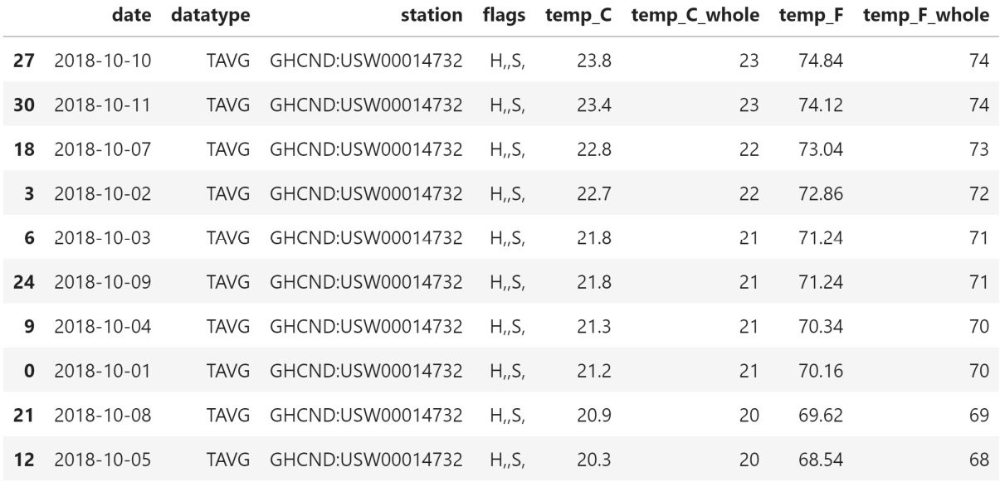 date datatype station flags temp_C temp_C_whole temp_F temp_F_whole
27 2018-10-10 TAVG GHCND:USW00014732 H,,S, 23.8 23 74.84 74
30 2018-10-11 TAVG GHCND:USW00014732 H,,S, 23.4 23 74.12 74
18 2018-10-07 TAVG GHCND:USW00014732 H,,S, 22.8 22 73.04 73
3 2018-10-02 TAVG GHCND:USW00014732 H,,S, 22.7 22 72.86 72
6 2018-10-03 TAVG GHCND:USW00014732 H,,S, 21.8 21 71.24 71
24 2018-10-09 TAVG GHCND:USW00014732 H,,S, 21.8 21 71.24 71
9 2018-10-04 TAVG GHCND:USW00014732 H,,S, 21.3 21 70.34 70
0 2018-10-01 TAVG GHCND:USW00014732 H,,S, 21.2 21 70.16 70
21 2018-10-08 TAVG GHCND:USW00014732 H,,S, 20.9 20 69.62 69
12 2018-10-05 TAVG GHCND:USW00014732 H,,S, 20.3 20 68.54 68